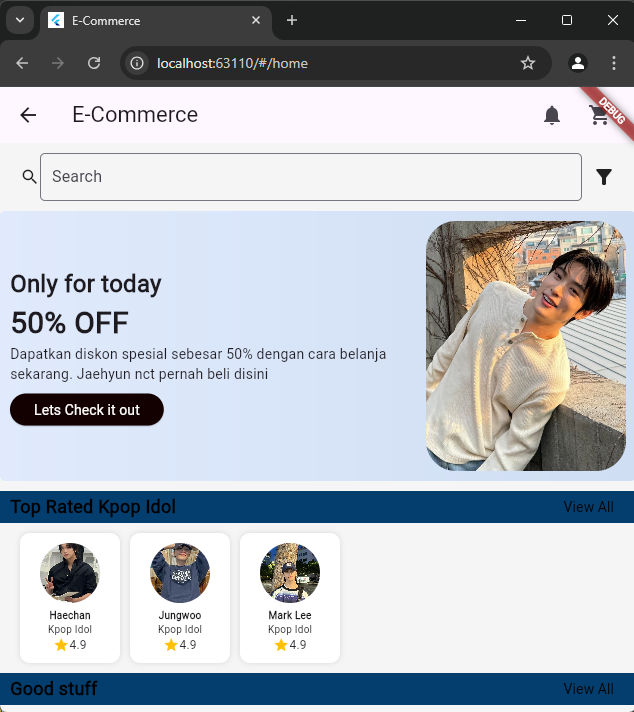 E-Commerce
localhost:63110/#/home
E-Commerce
DEBUG
Search
Only for today
50% OFF
Dapatkan diskon spesial sebesar 50% dengan cara belanja
sekarang. Jaehyun nct pernah beli disini
Lets Check it out
Top Rated Kpop Idol View All
Haechan Jungwoo Mark Lee
Kpop Idol Kpop Idol Kpop Idol
4.9 4.9 4.9
Good stuff View All